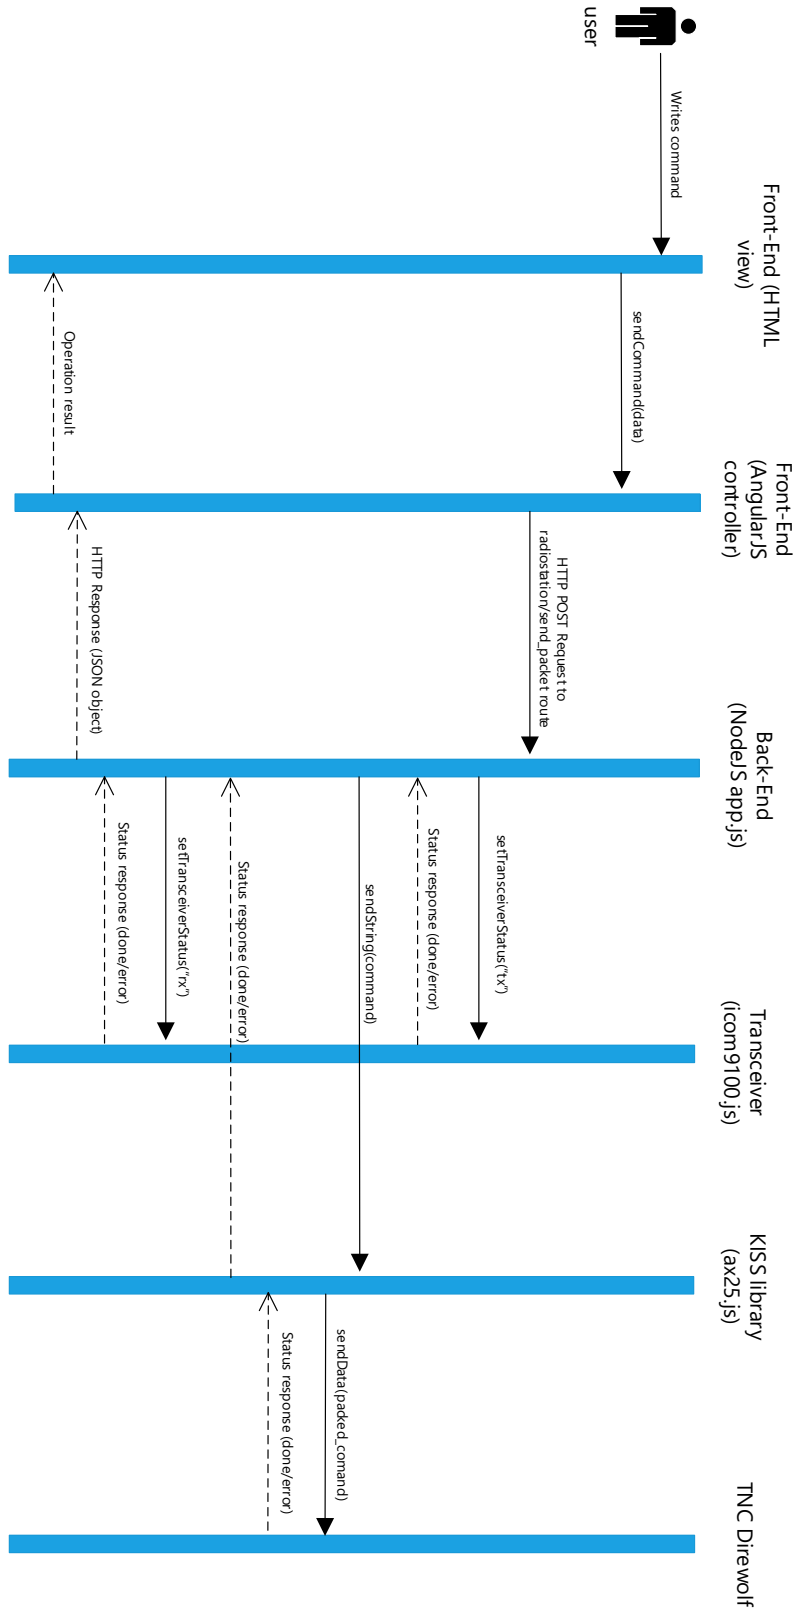 user
Front-End (HTML
view)
Front-End
(AngularJS
controller)
Back-End
(NodeJS app.js)
Transceiver
(icom9100.js)
KISS library
(ax25.js)
TNC Direwolf
Writes command
sendCommand(data)
HTTP POST Request to
radiostation/send_packet route
setTransceiverStatus("tx")
Status response (done/error)
sendString(command)
sendData(packed_comand)
Status response (done/error)
Status response (done/error)
setTransceiverStatus("rx")
Status response (done/error)
HTTP Response (JSON object)
Operation result